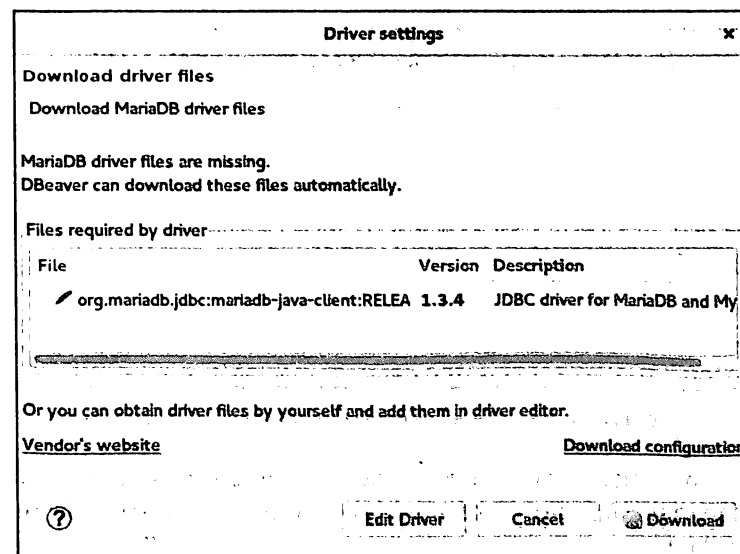 Driver settings x
Download driver files
Download MariaDB driver files
MariaDB driver files are missing.
DBeaver can download these files automatically.
Files required by driver
File Version Description
org.mariadb.jdbc:mariadb-java-client:RELEA 1.3.4 JDBC driver for MariaDB and My
Or you can obtain driver files by yourself and add them in driver editor.
Vendor's website Download configuration
? Edit Driver Cancel Download